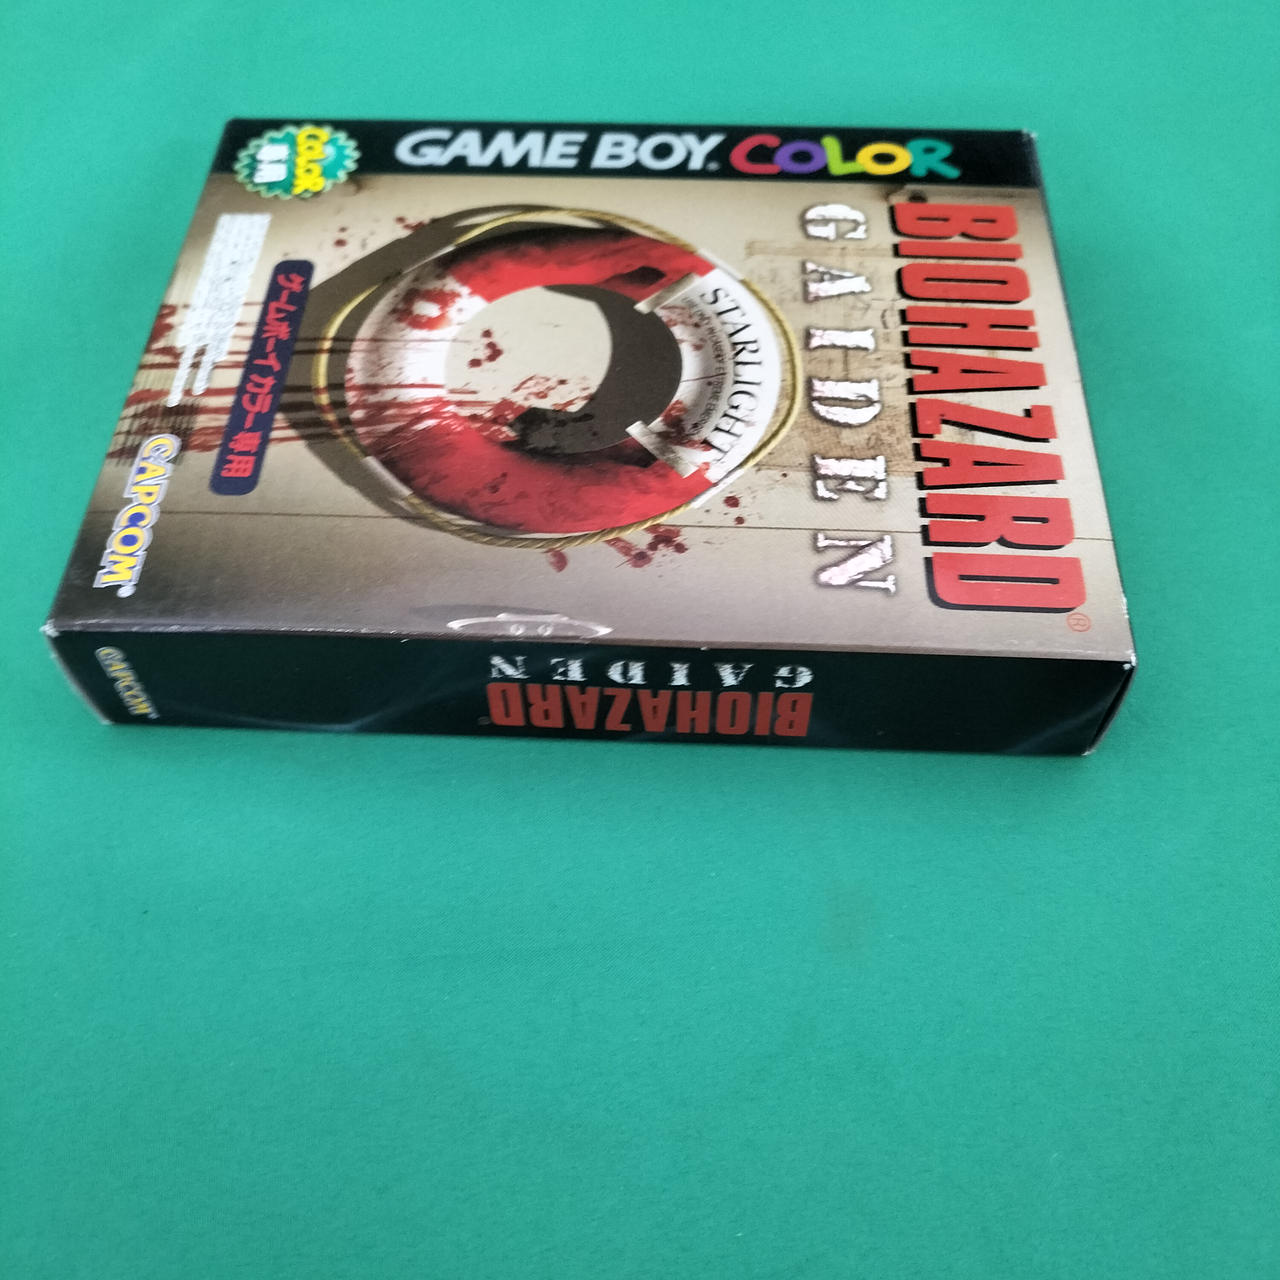 GAME BOY COLOR
COLOR
専用
BIOHAZARD®
GAIDEN
STARLIGHT
ゲームボーイカラー専用
CAPCOM®
BIOHAZARD®
GAIDEN
CAPCOM®